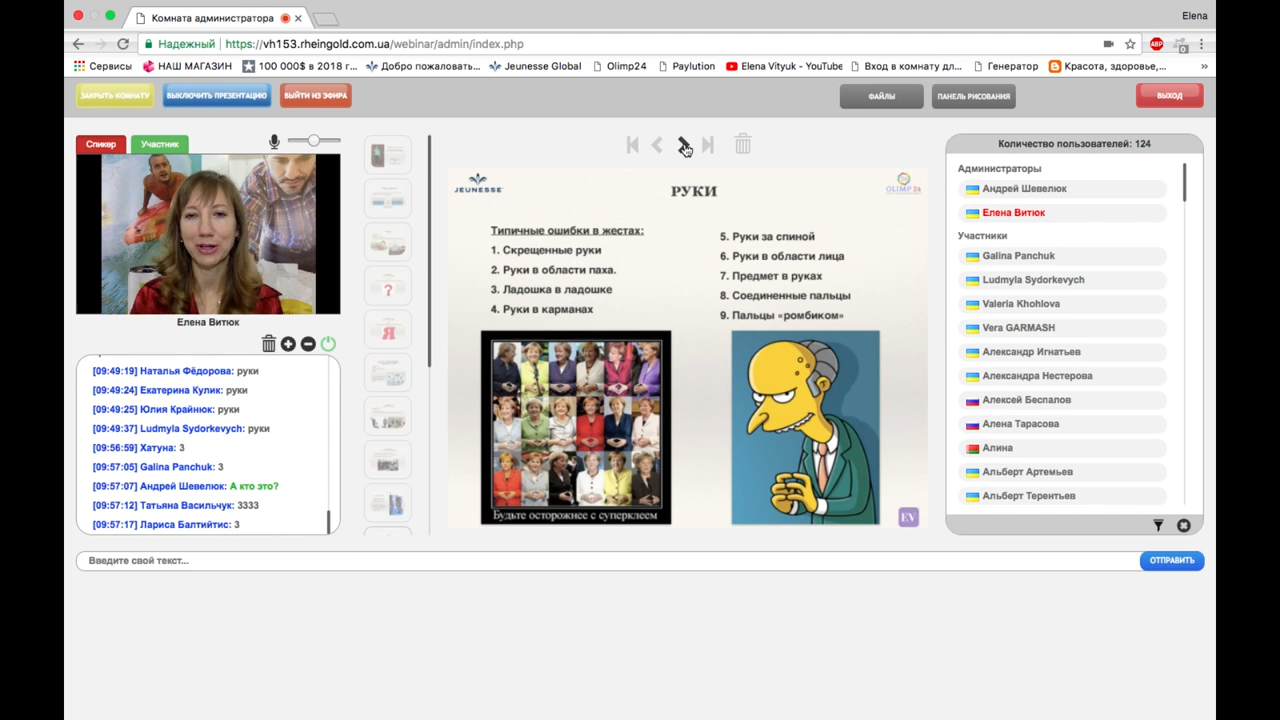 Комната администратора
Elena
Надежный
https://vh153.rheingold.com.ua/webinar/admin/index.php
ABP
0
Сервисы
НАШ МАГАЗИН
100 000$ в 2018 г...
Добро пожаловать...
Jeunesse Global
Olimp24
Paylution
Elena Vityuk - YouTube
Вход в комнату дл...
Генератор
Красота, здоровье,...
»
ЗАКРЫТЬ КОМНАТУ
ВЫКЛЮЧИТЬ ПРЕЗЕНТАЦИЮ
ВЫЙТИ ИЗ ЭФИРА
ФАЙЛЫ
ПАНЕЛЬ РИСОВАНИЯ
ВЫХОД
Спикер
Участник
Елена Витюк
[09:49:19] Наталья Фёдорова: руки
[09:49:24] Екатерина Кулик: руки
[09:49:25] Юлия Крайнюк: руки
[09:49:37] Ludmyla Sydorkevych: руки
[09:56:59] Хатуна: 3
[09:57:05] Galina Panchuk: 3
[09:57:07] Андрей Шевелюк: А кто это?
[09:57:12] Татьяна Васильчук: 3333
[09:57:17] Лариса Балтийтис: 3
?
Я
JEUNESSE
РУКИ
OLIMP 24
Типичные ошибки в жестах:
1. Скрещенные руки
2. Руки в области паха.
3. Ладошка в ладошке
4. Руки в карманах
5. Руки за спиной
6. Руки в области лица
7. Предмет в руках
8. Соединенные пальцы
9. Пальцы «ромбиком»
Будьте осторожнее с суперклеем
EV
Количество пользователей: 124
Администраторы
Андрей Шевелюк
Елена Витюк
Участники
Galina Panchuk
Ludmyla Sydorkevych
Valeria Khohlova
Vera GARMASH
Александр Игнатьев
Александра Нестерова
Алексей Беспалов
Алена Тарасова
Алина
Альберт Артемьев
Альберт Терентьев
Введите свой текст...
ОТПРАВИТЬ